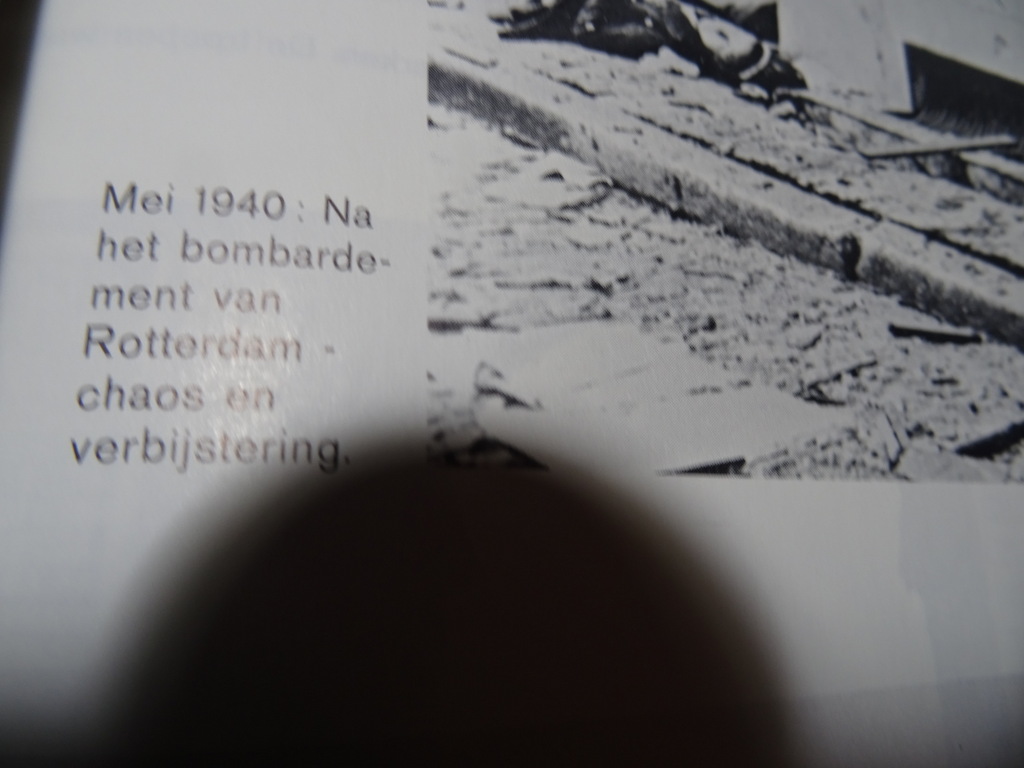 Mei 1940: Na
het bombarde-
ment van
Rotterdam -
chaos en
verbijstering.